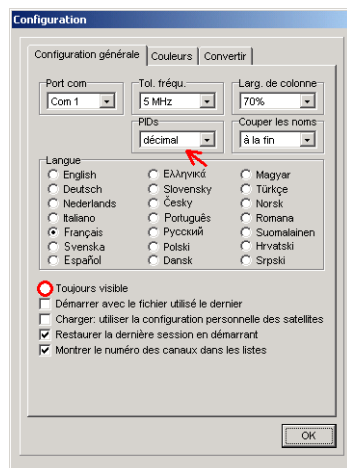 Configuration
Configuration générale Couleurs Convertir
Port com Tol. fréqu. Larg. de colonne
Com 1 5 MHz 70%
PIDs Couper les noms
décimal à la fin
Langue
English Ελληνικά Magyar
Deutsch Slovensky Türkçe
Nederlands Česky Norsk
Italiano Português Romana
Français Русский Suomalainen
Svenska Polski Hrvatski
Español Dansk Srpski
Toujours visible
Démarrer avec le fichier utilisé le dernier
Charger: utiliser la configuration personnelle des satellites
Restaurer la dernière session en démarrant
Montrer le numéro des canaux dans les listes
OK